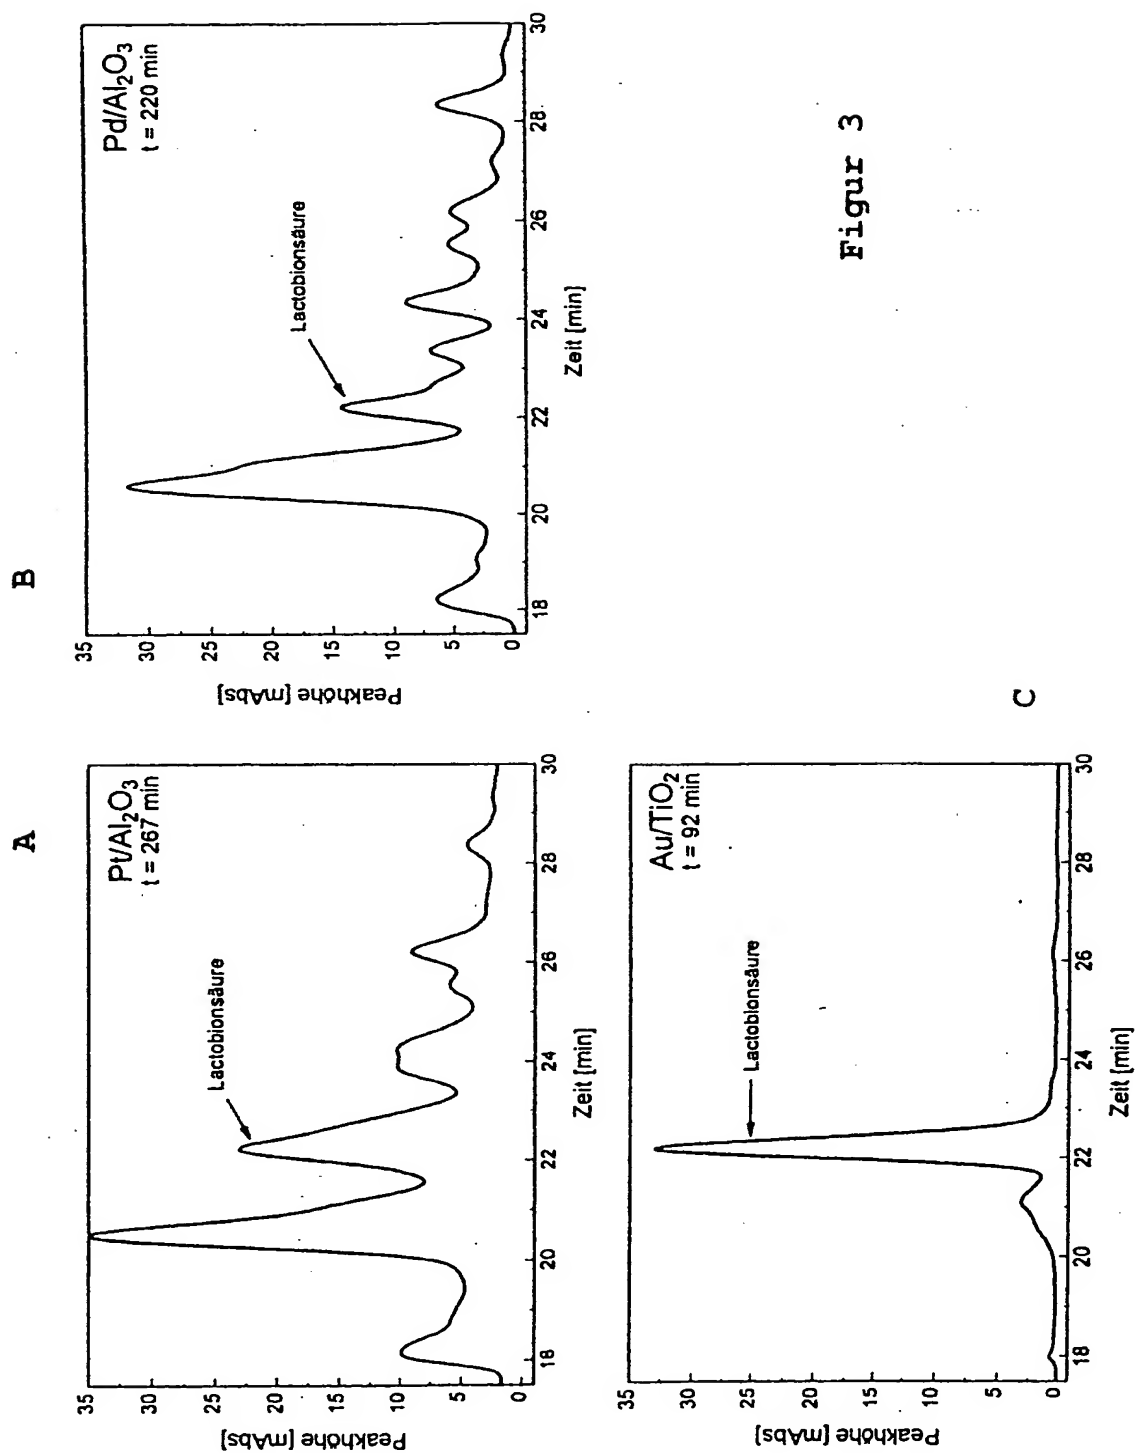 A
35
30
25
20
15
10
5
0
Peakhöhe [mAbs]
Pt/Al₂O₃
t = 267 min
Lactobionsäure
18
20
22
24
26
28
30
Zeit [min]
B
35
30
25
20
15
10
5
0
Peakhöhe [mAbs]
Pd/Al₂O₃
t = 220 min
Lactobionsäure
18
20
22
24
26
28
30
Zeit [min]
C
35
30
25
20
15
10
5
0
Peakhöhe [mAbs]
Au/TiO₂
t = 92 min
Lactobionsäure
18
20
22
24
26
28
30
Zeit [min]
Figur 3